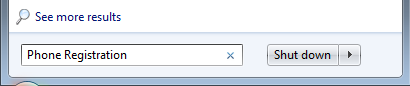 See more results
Phone Registration
Shut down